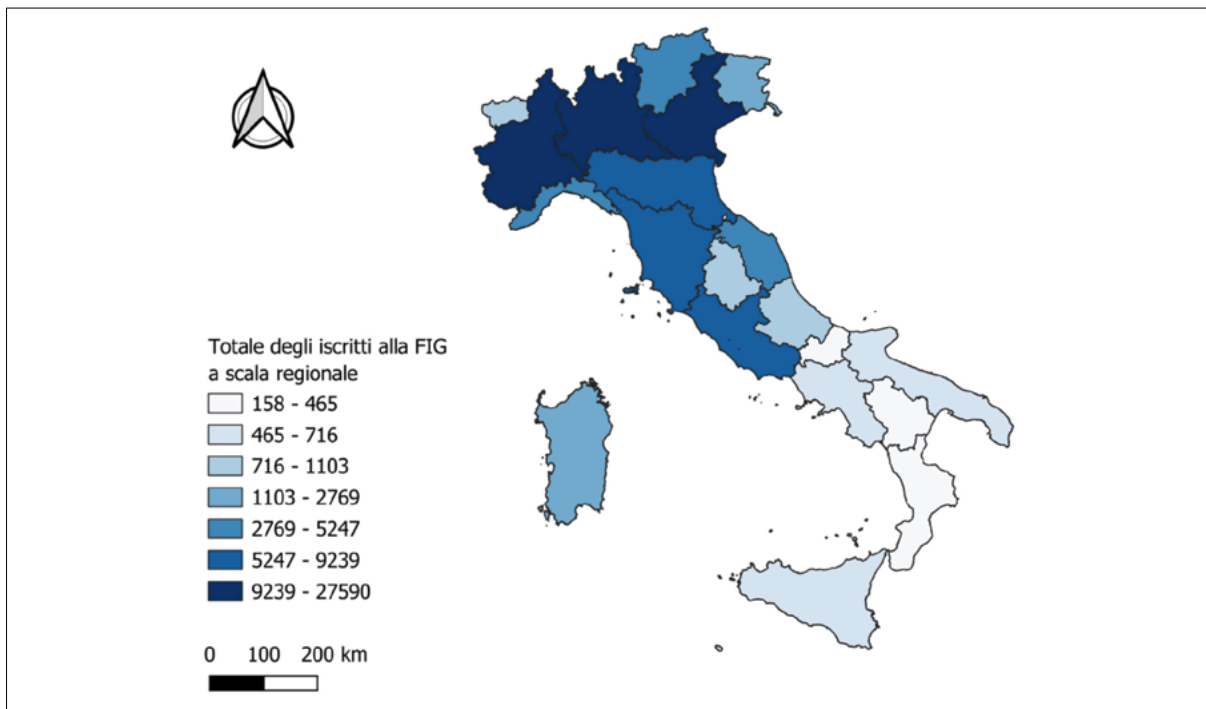 Totale degli iscritti alla FIG
a scala regionale
158 - 465
465 - 716
716 - 1103
1103 - 2769
2769 - 5247
5247 - 9239
9239 - 27590
0 100 200 km